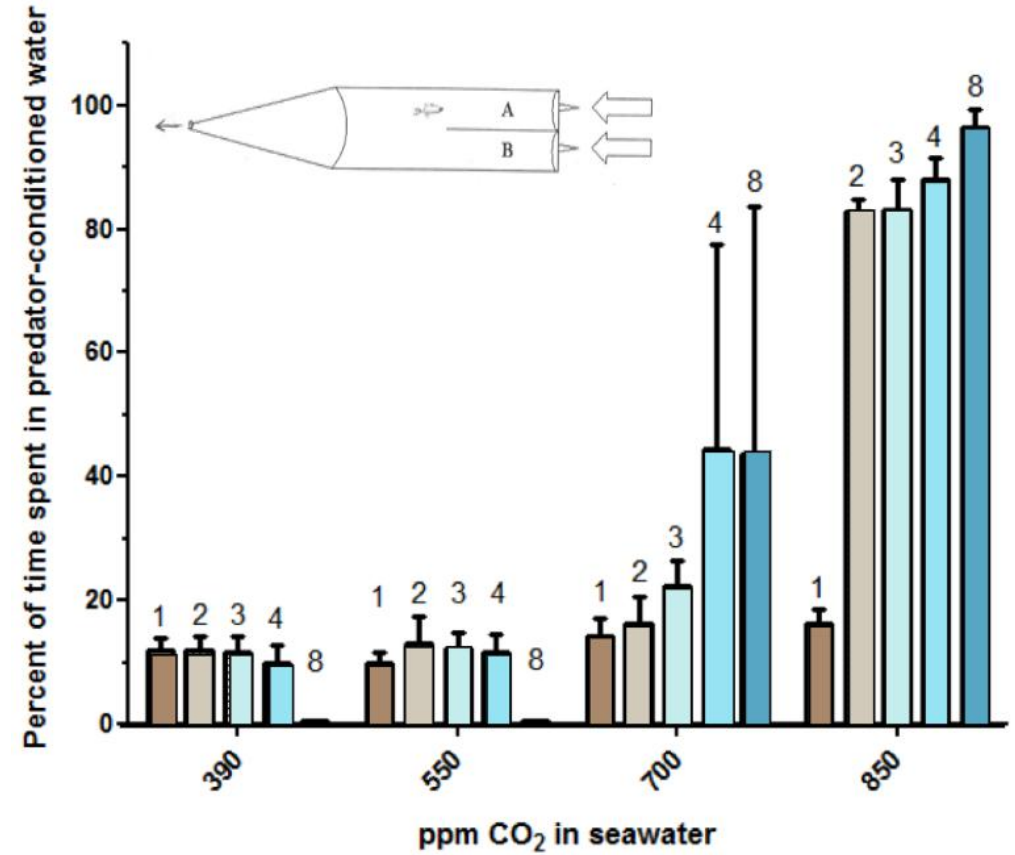 Percent of time spent in predator-conditioned water
100
80
60
40
20
0
A
B
1 2 3 4 8
1 2 3 4 8
1 2 3 4 8
1 2 3 4 8
390 550 700 850
ppm CO₂ in seawater